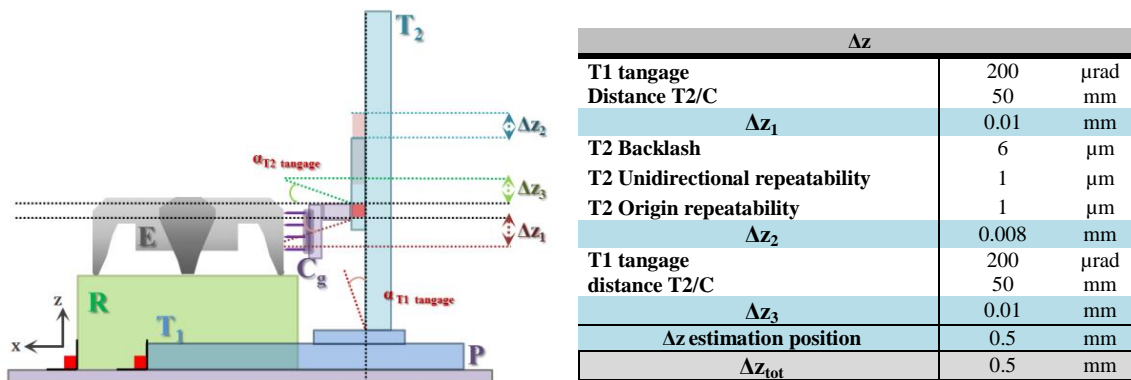 T2
Δz2
αT2 tangage
Δz3
E
Δz1
Cg
αT1 tangage
z
R
T1
x
P
Δz
T1 tangage 200 µrad
Distance T2/C 50 mm
Δz1 0.01 mm
T2 Backlash 6 µm
T2 Unidirectional repeatability 1 µm
T2 Origin repeatability 1 µm
Δz2 0.008 mm
T1 tangage 200 µrad
distance T2/C 50 mm
Δz3 0.01 mm
Δz estimation position 0.5 mm
Δztot 0.5 mm